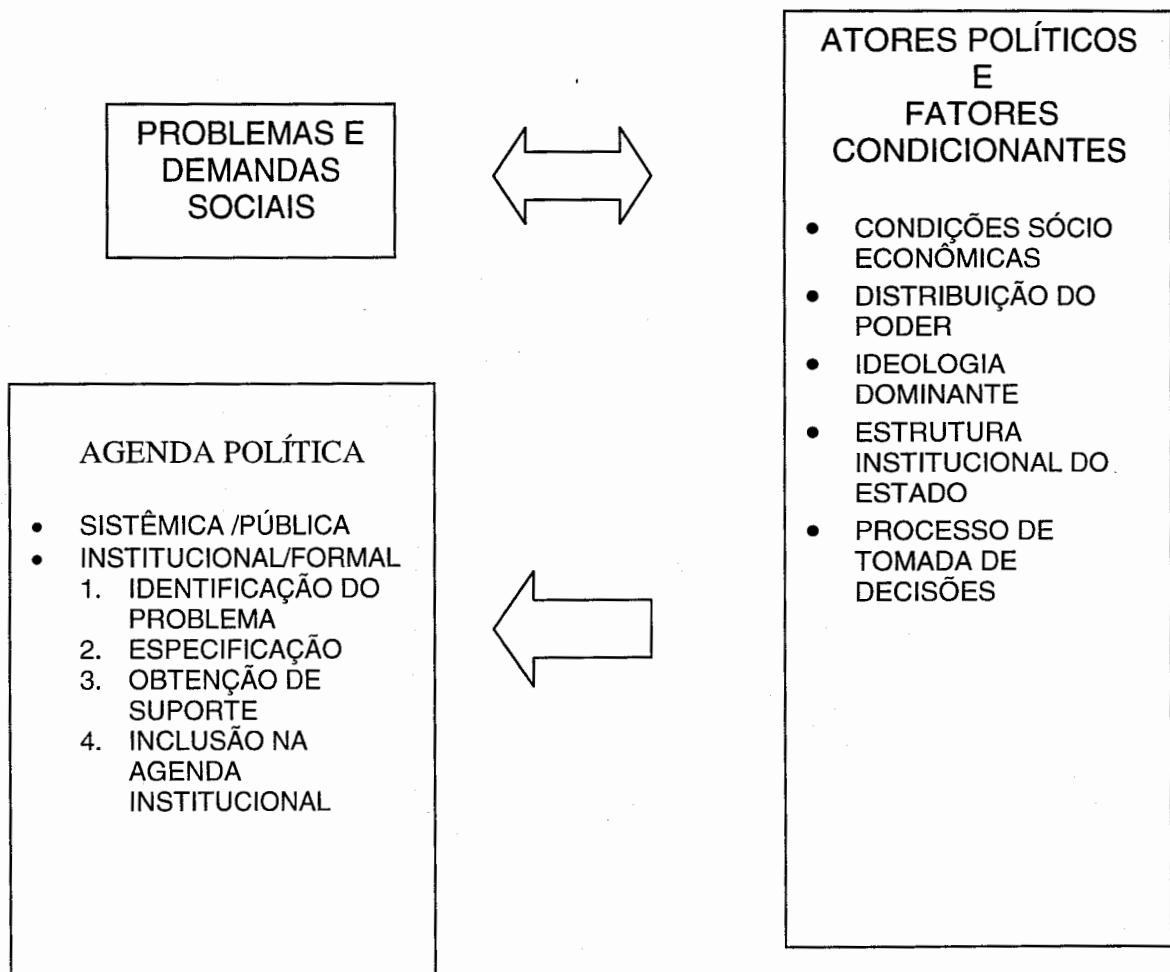 PROBLEMAS E
DEMANDAS
SOCIAIS
ATORES POLÍTICOS
E
FATORES
CONDICIONANTES
• CONDIÇÕES SÓCIO
ECONÔMICAS
• DISTRIBUIÇÃO DO
PODER
• IDEOLOGIA
DOMINANTE
• ESTRUTURA
INSTITUCIONAL DO
ESTADO
• PROCESSO DE
TOMADA DE
DECISÕES
AGENDA POLÍTICA
• SISTÊMICA /PÚBLICA
• INSTITUCIONAL/FORMAL
1. IDENTIFICAÇÃO DO
PROBLEMA
2. ESPECIFICAÇÃO
3. OBTENÇÃO DE
SUPORTE
4. INCLUSÃO NA
AGENDA
INSTITUCIONAL